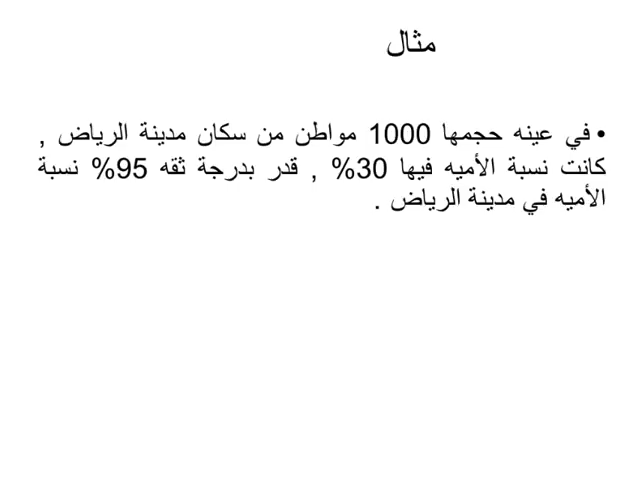 مثال
• في عينه حجمها 1000 مواطن من سكان مدينة الرياض ,
كانت نسبة الأميه فيها 30% , قدر بدرجة ثقه 95% نسبة
الأميه في مدينة الرياض .